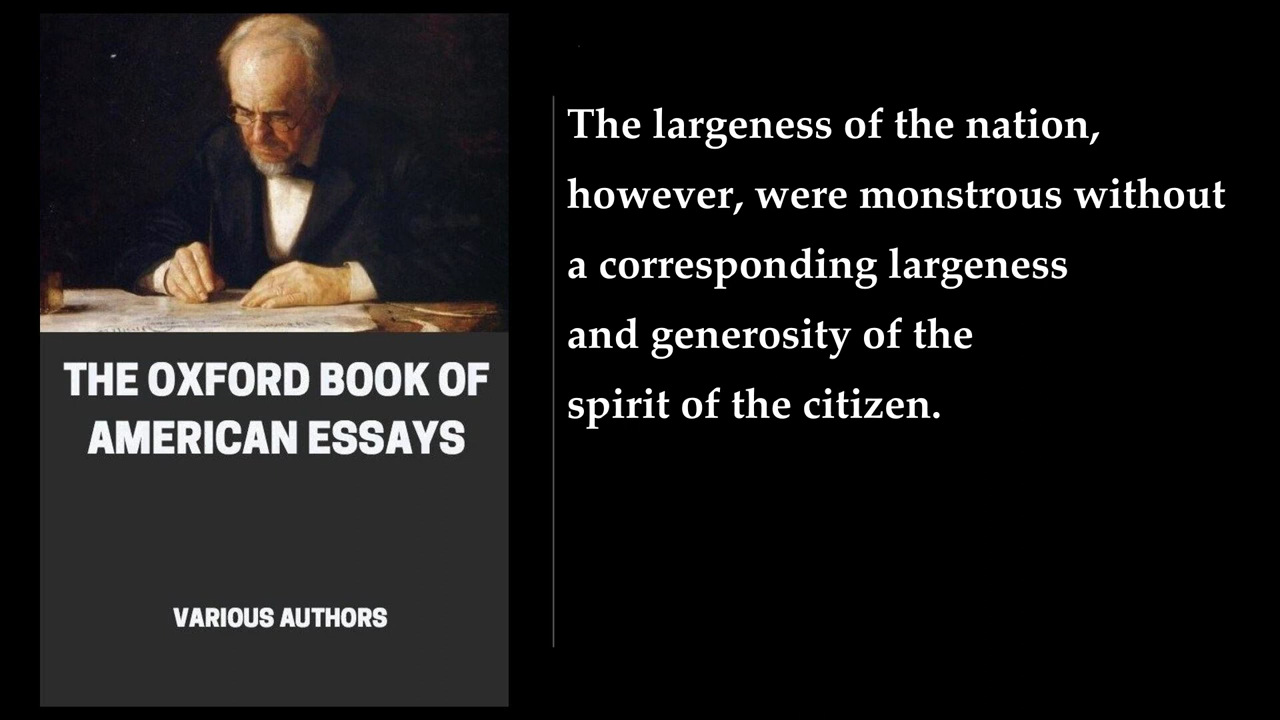 THE OXFORD BOOK OF
AMERICAN ESSAYS
VARIOUS AUTHORS
The largeness of the nation,
however, were monstrous without
a corresponding largeness
and generosity of the
spirit of the citizen.